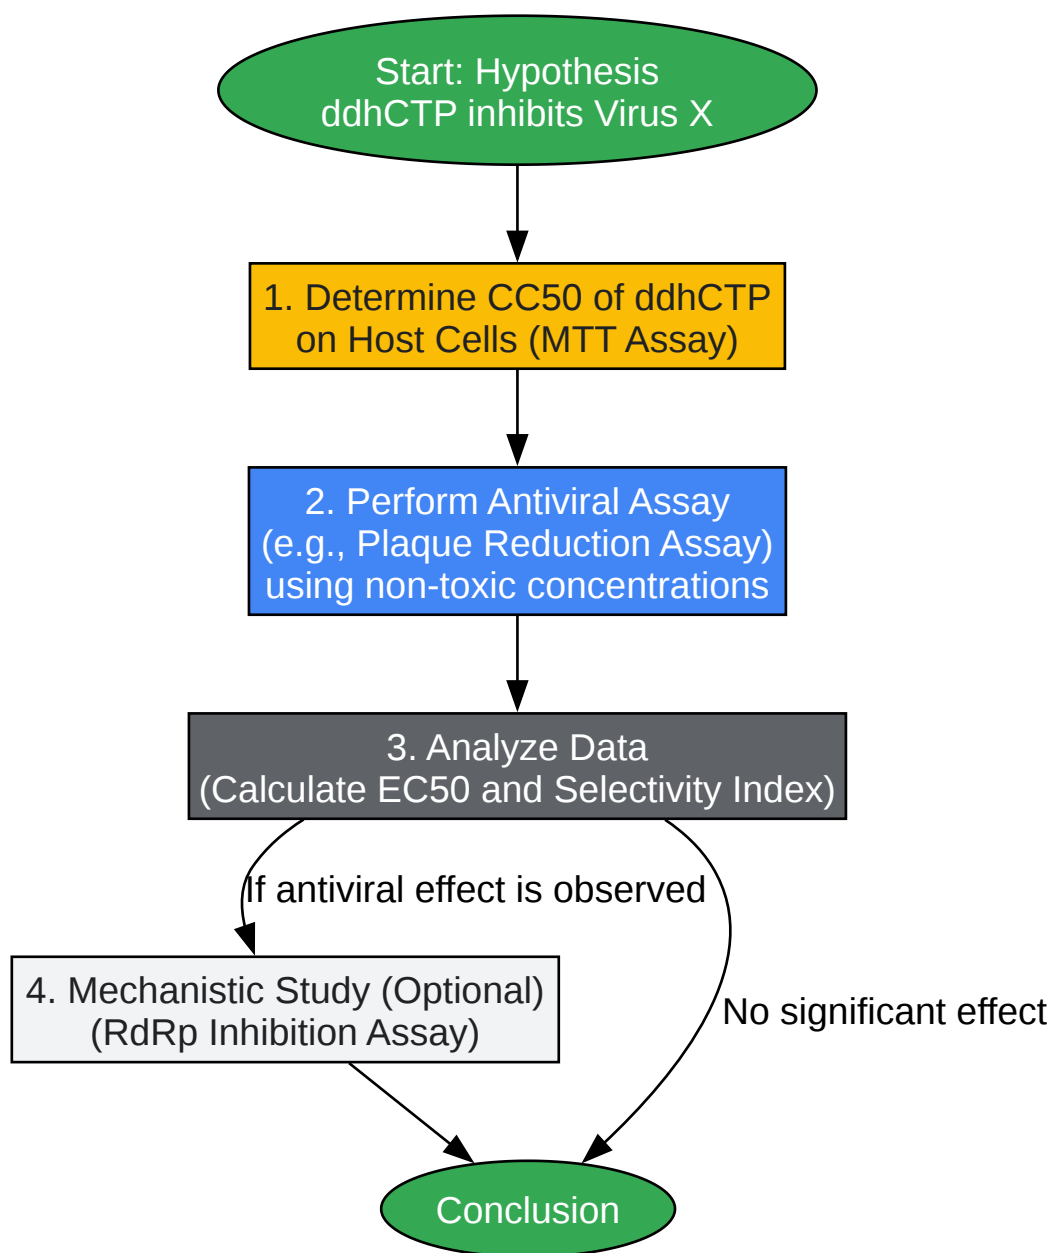 Start: Hypothesis
ddhCTP inhibits Virus X
1. Determine CC50 of ddhCTP
on Host Cells (MTT Assay)
2. Perform Antiviral Assay
(e.g., Plaque Reduction Assay)
using non-toxic concentrations
3. Analyze Data
(Calculate EC50 and Selectivity Index)
If antiviral effect is observed
4. Mechanistic Study (Optional)
(RdRp Inhibition Assay)
No significant effect
Conclusion